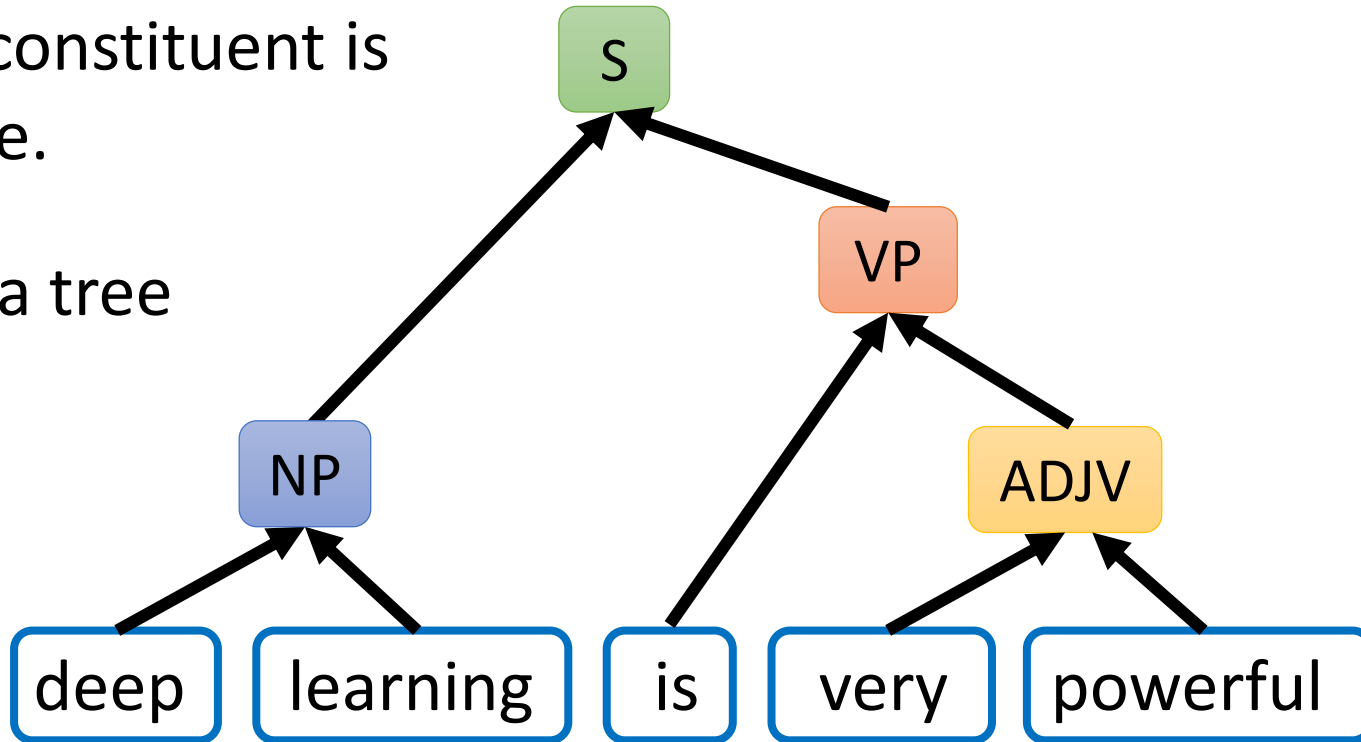 constituent is
e.
a tree
S
VP
NP
ADJV
deep learning is very powerful